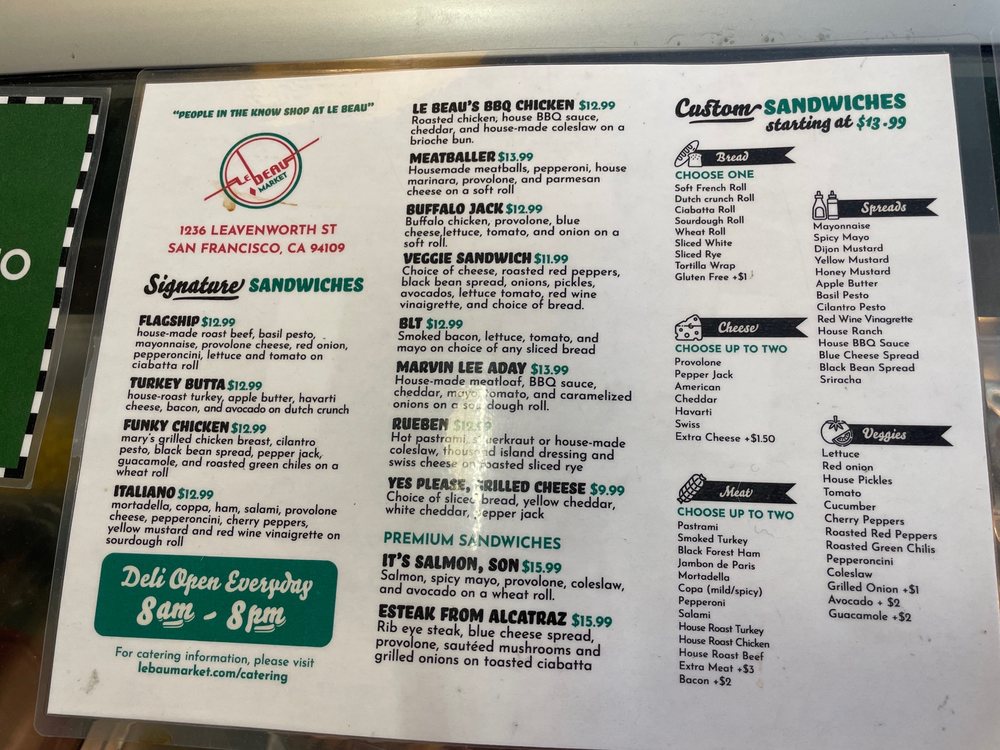 O
"PEOPLE IN THE KNOW SHOP AT LE BEAU"
LE BEAU
MARKET
1236 LEAVENWORTH ST
SAN FRANCISCO, CA 94109
Signature SANDWICHES
FLAGSHIP $12.99
house-made roast beef, basil pesto,
mayonnaise, provolone cheese, red onion,
pepperoncini, lettuce and tomato on
ciabatta roll
TURKEY BUTTA $12.99
house-roast turkey, apple butter, havarti
cheese, bacon, and avocado on dutch crunch
FUNKY CHICKEN $12.99
mary's grilled chicken breast, cilantro
pesto, black bean spread, pepper jack,
guacamole, and roasted green chiles on a
wheat roll
ITALIANO $12.99
mortadella, coppa, ham, salami, provolone
cheese, pepperoncini, cherry peppers,
yellow mustard and red wine vinaigrette on
sourdough roll
Deli Open Everyday
8am - 8pm
For catering information, please visit
lebaumarket.com/catering
LE BEAU'S BBQ CHICKEN $12.99
Roasted chicken, house BBQ sauce,
cheddar, and house-made coleslaw on a
brioche bun.
MEATBALLER $13.99
Housemade meatballs, pepperoni, house
marinara, provolone, and parmesan
cheese on a soft roll
BUFFALO JACK $12.99
Buffalo chicken, provolone, blue
cheese,lettuce, tomato, and onion on a
soft roll.
VEGGIE SANDWICH $11.99
Choice of cheese, roasted red peppers,
black bean spread, onions, pickles,
avocados, lettuce tomato, red wine
vinaigrette, and choice of bread.
BLT $12.99
Smoked bacon, lettuce, tomato, and
mayo on choice of any sliced bread
MARVIN LEE ADAY $13.99
House-made meatloaf, BBQ sauce,
cheddar, mayo, tomato, and caramelized
onions on a sourdough roll.
RUEBEN $12.99
Hot pastrami, sauerkraut or house-made
coleslaw, thousand island dressing and
swiss cheese on toasted sliced rye
YES PLEASE, GRILLED CHEESE $9.99
Choice of sliced bread, yellow cheddar,
white cheddar, pepper jack
PREMIUM SANDWICHES
IT'S SALMON, SON $15.99
Salmon, spicy mayo, provolone, coleslaw,
and avocado on a wheat roll.
ESTEAK FROM ALCATRAZ $15.99
Rib eye steak, blue cheese spread,
provolone, sautéed mushrooms and
grilled onions on toasted ciabatta
Custom SANDWICHES
starting at $13.99
Bread
CHOOSE ONE
Soft French Roll
Dutch crunch Roll
Ciabatta Roll
Sourdough Roll
Wheat Roll
Sliced White
Sliced Rye
Tortilla Wrap
Gluten Free +$1
Cheese
CHOOSE UP TO TWO
Provolone
Pepper Jack
American
Cheddar
Havarti
Swiss
Extra Cheese +$1.50
Meat
CHOOSE UP TO TWO
Pastrami
Smoked Turkey
Black Forest Ham
Jambon de Paris
Mortadella
Copa (mild/spicy)
Pepperoni
Salami
House Roast Turkey
House Roast Chicken
House Roast Beef
Extra Meat +$3
Bacon +$2
Spreads
Mayonnaise
Spicy Mayo
Dijon Mustard
Yellow Mustard
Honey Mustard
Apple Butter
Basil Pesto
Cilantro Pesto
Red Wine Vinagrette
House Ranch
House BBQ Sauce
Blue Cheese Spread
Black Bean Spread
Sriracha
Veggies
Lettuce
Red onion
House Pickles
Tomato
Cucumber
Cherry Peppers
Roasted Red Peppers
Roasted Green Chilis
Pepperoncini
Coleslaw
Grilled Onion +$1
Avocado + $2
Guacamole +$2